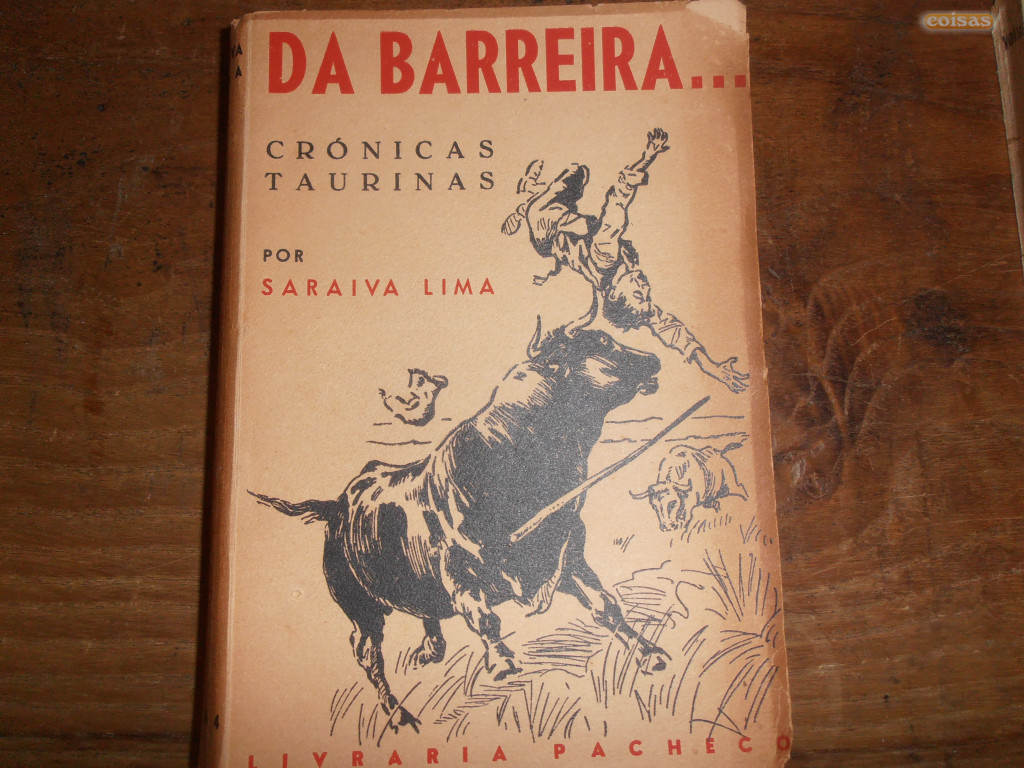 DA BARREIRA...
CRÓNICAS
TAURINAS
POR
SARAIVA LIMA
LIVRARIA PACHECO
coisas